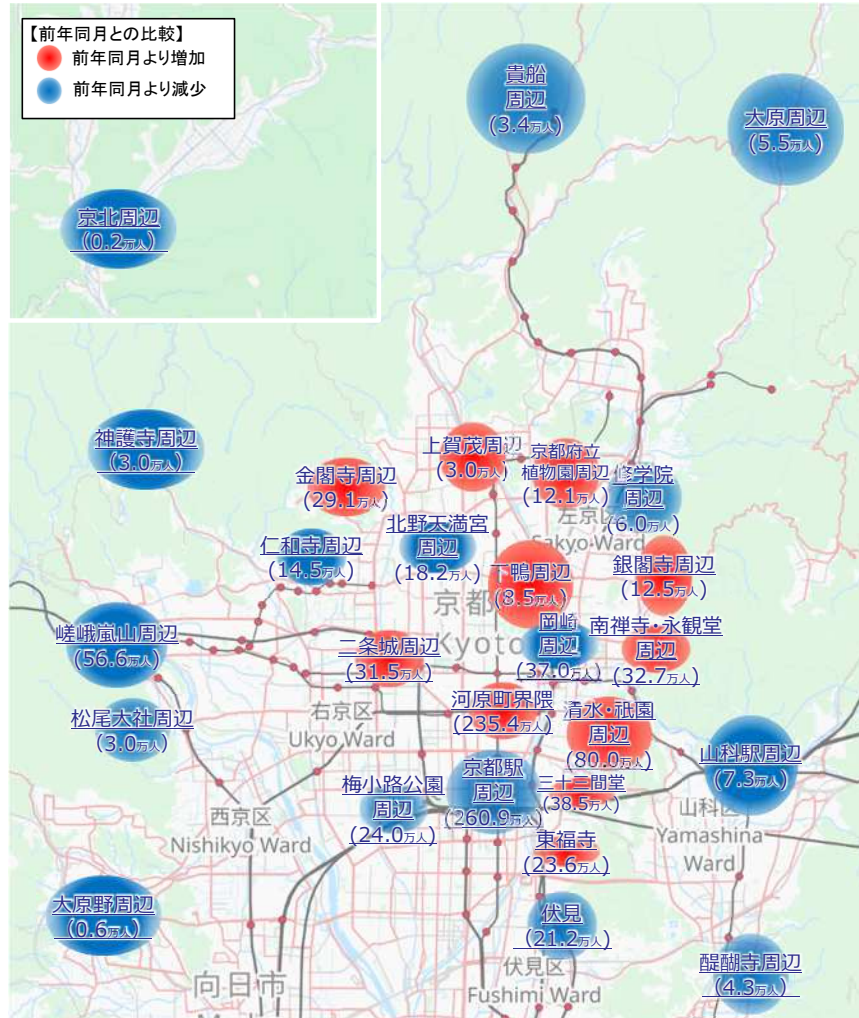 【前年同月との比較】
前年同月より増加
前年同月より減少
貴船
周辺
(3.4万人)
大原周辺
(5.5万人)
京北周辺
(0.2万人)
神護寺周辺
(3.0万人)
金閣寺周辺
(29.1万人)
上賀茂周辺
(3.0万人)
京都府立
植物園周辺
(12.1万人)
修学院
周辺
(6.0万人)
左京区
Sakyo Ward
仁和寺周辺
(14.5万人)
北野天満宮
周辺
(18.2万人)
下鴨周辺
(8.5万人)
銀閣寺周辺
(12.5万人)
京都
Kyoto
嵯峨嵐山周辺
(56.6万人)
二条城周辺
(31.5万人)
岡崎
周辺
(37.0万人)
南禅寺・永観堂
周辺
(32.7万人)
松尾大社周辺
(3.0万人)
右京区
Ukyo Ward
河原町界隈
(235.4万人)
清水・祇園
周辺
(80.0万人)
山科駅周辺
(7.3万人)
梅小路公園
周辺
(24.0万人)
京都駅
周辺
(260.9万人)
三十三間堂
(38.5万人)
西京区
Nishikyo Ward
山科区
Yamashina
Ward
東福寺
(23.6万人)
大原野周辺
(0.6万人)
伏見
(21.2万人)
伏見区
Fushimi Ward
醍醐寺周辺
(4.3万人)
向日市